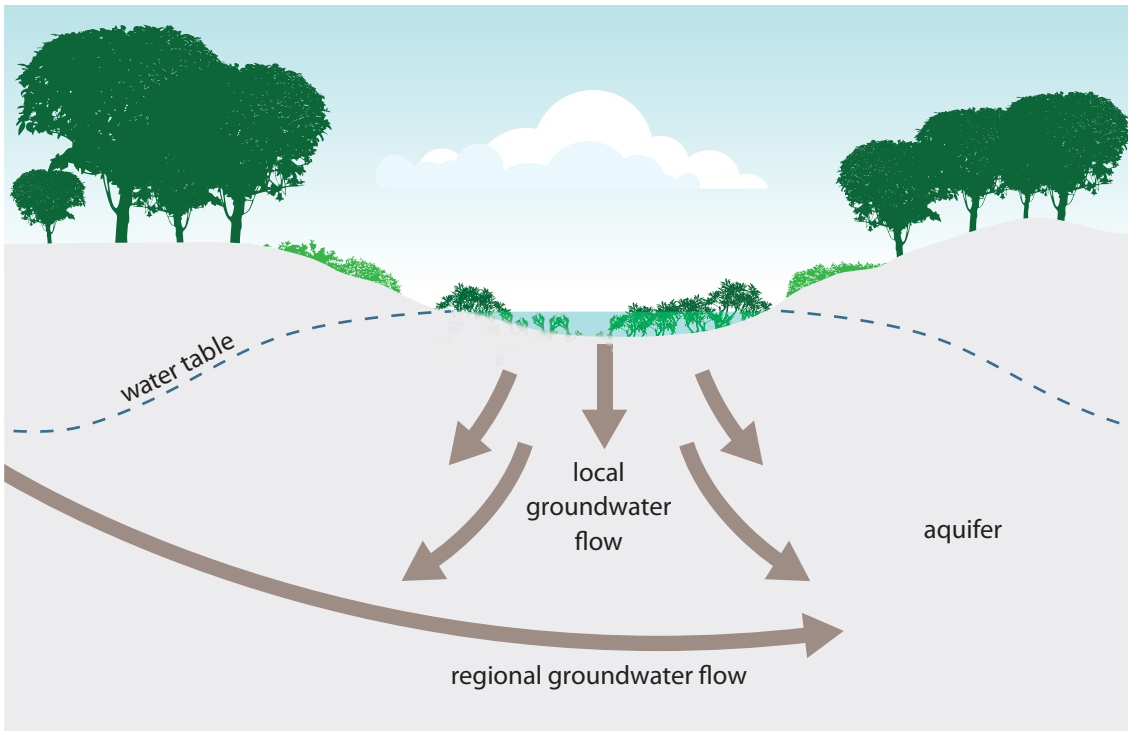 water table
local
groundwater
flow
aquifer
regional groundwater flow